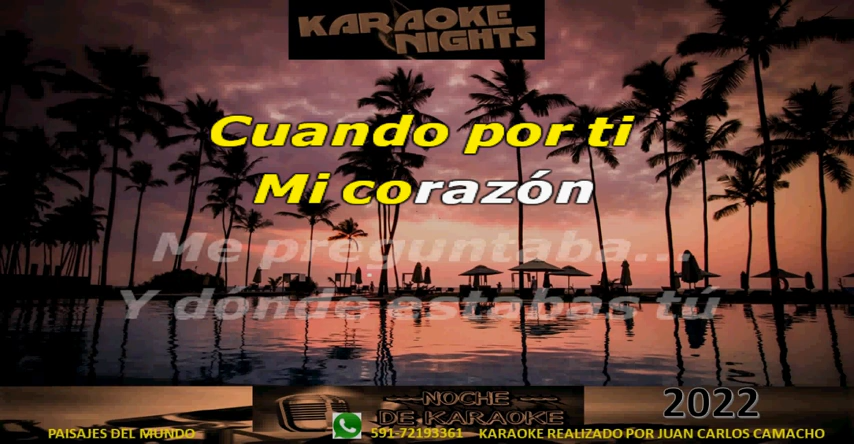 KARAOKE
NIGHTS
Cuando por ti
Mi corazón
Me preguntaba...
Y dónde estabas tú
NOCHE
DE KARAOKE
2022
PAISAJES DEL MUNDO
591-72193361
KARAOKE REALIZADO POR JUAN CARLOS CAMACHO